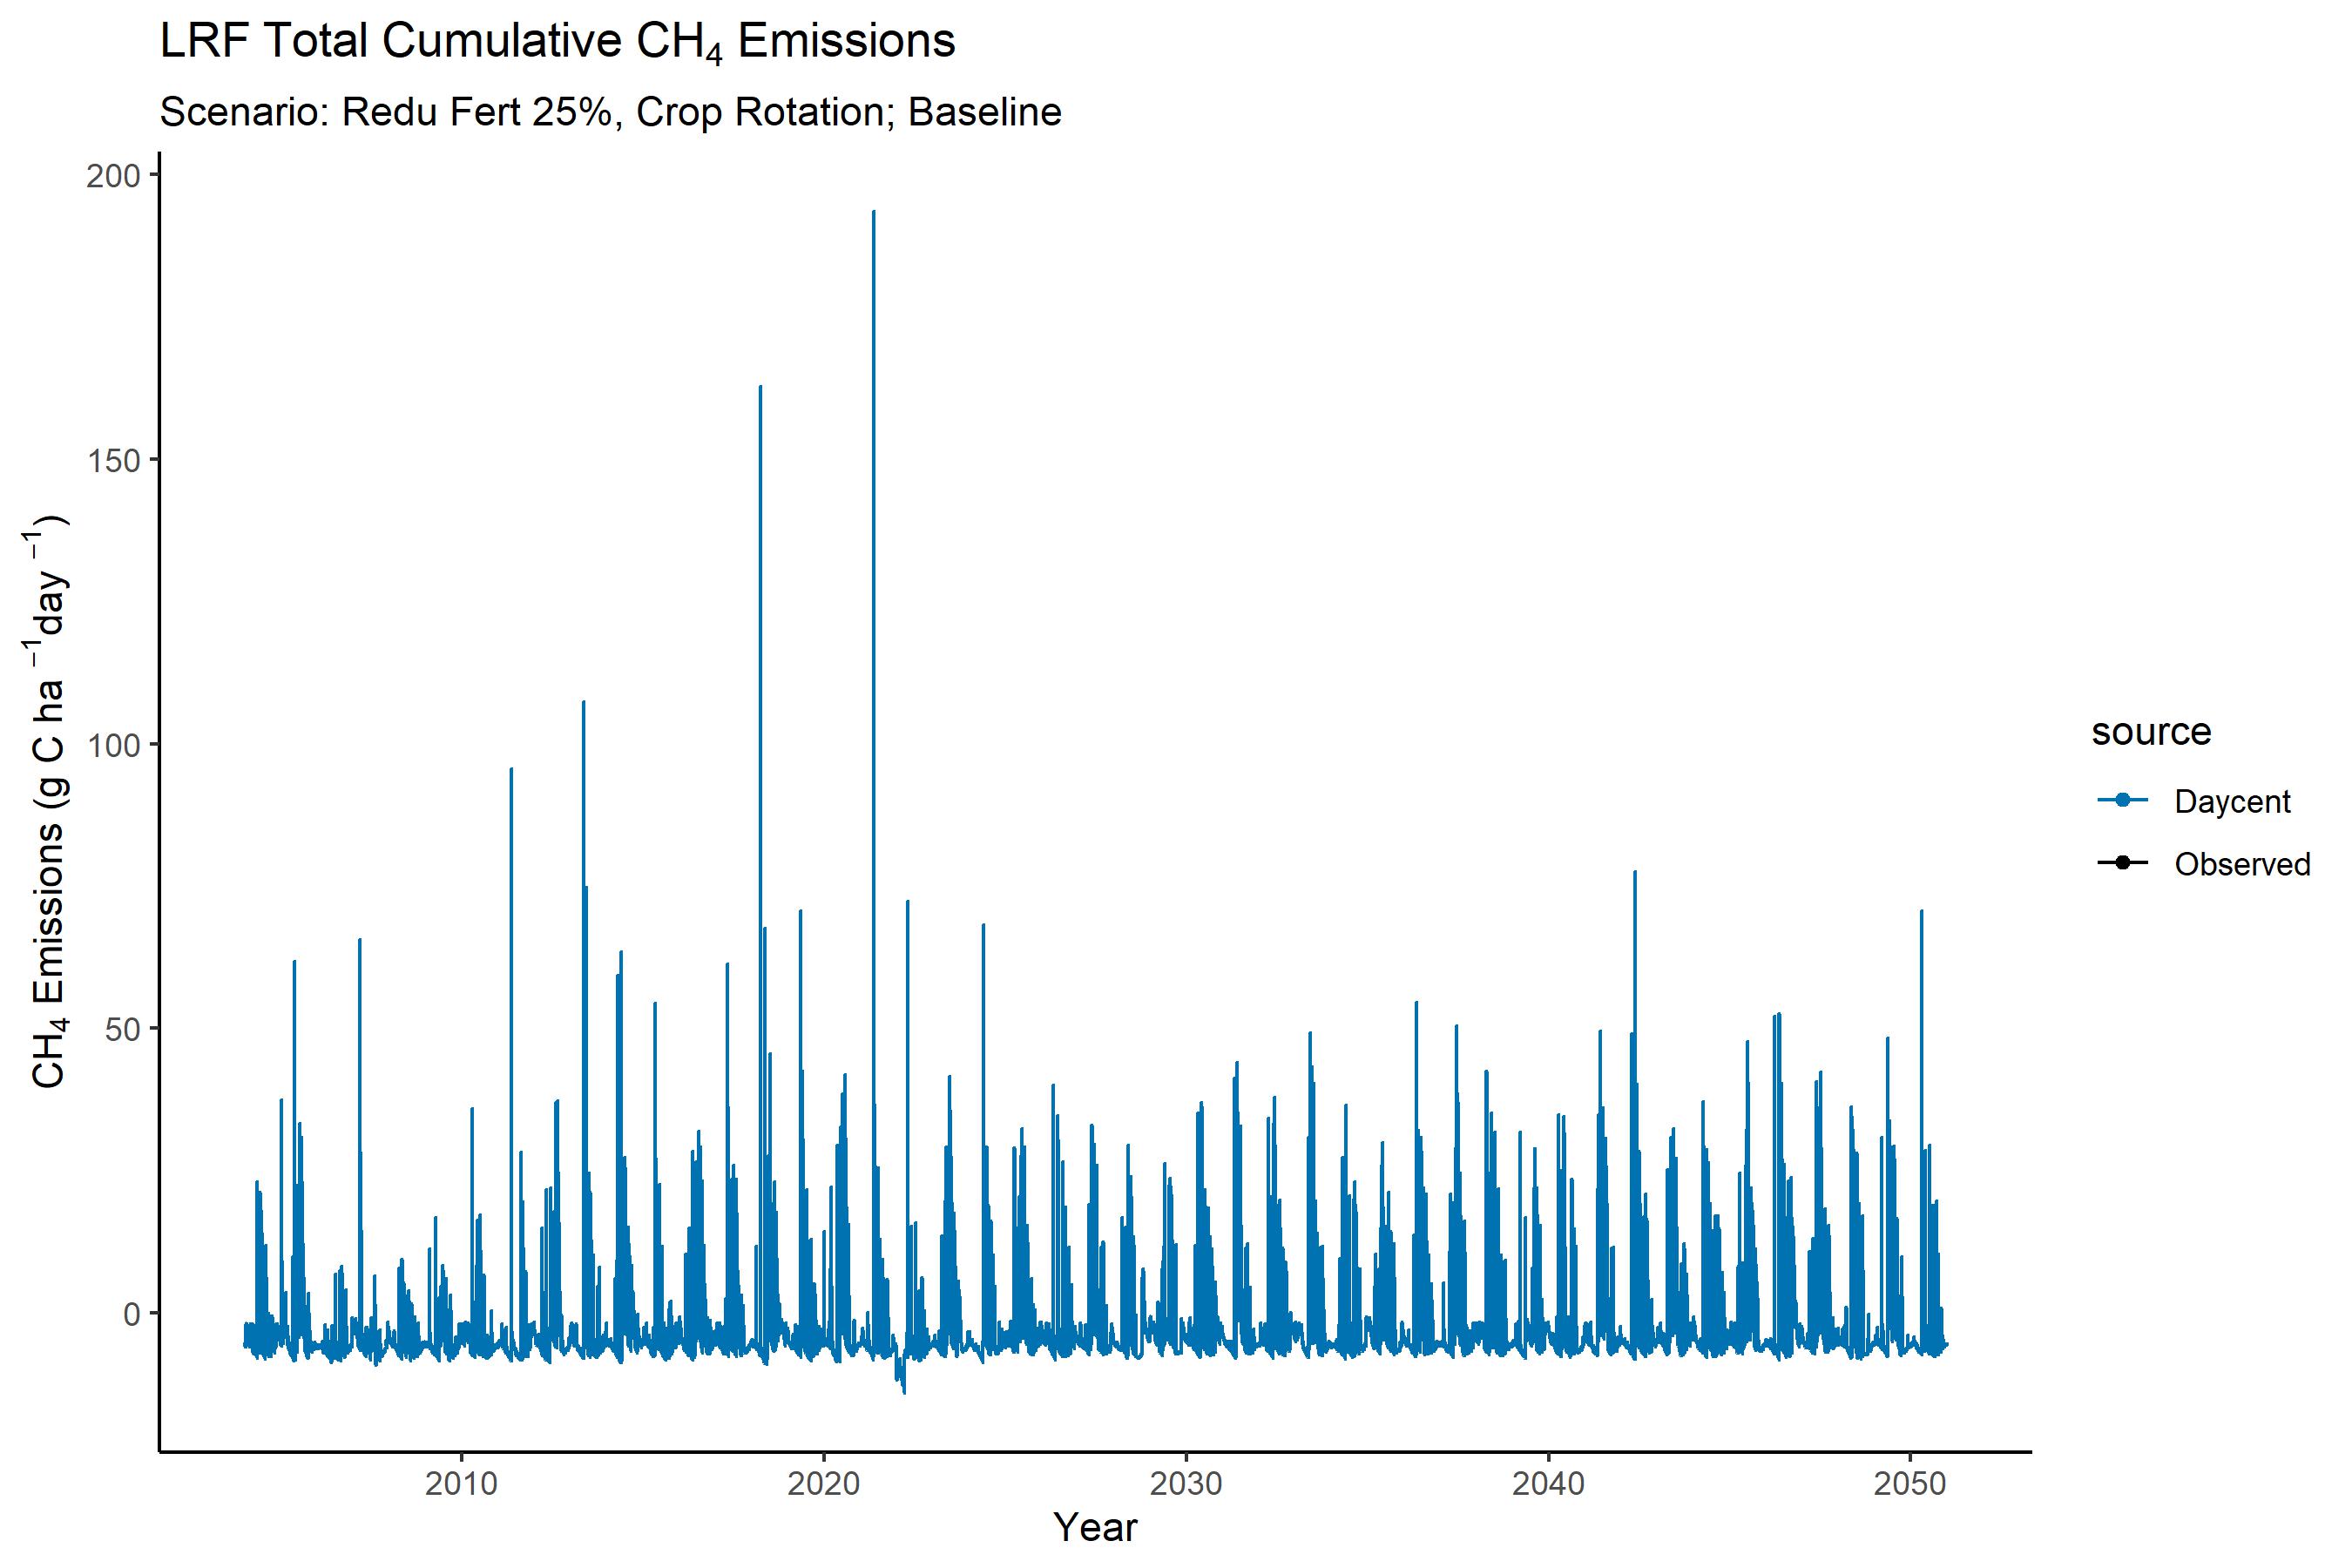 LRF Total Cumulative CH₄ Emissions
Scenario: Redu Fert 25%, Crop Rotation; Baseline
200
150
100
50
0
CH₄ Emissions (g C ha ⁻¹day ⁻¹)
2010
2020
2030
2040
2050
Year
source
Daycent
Observed